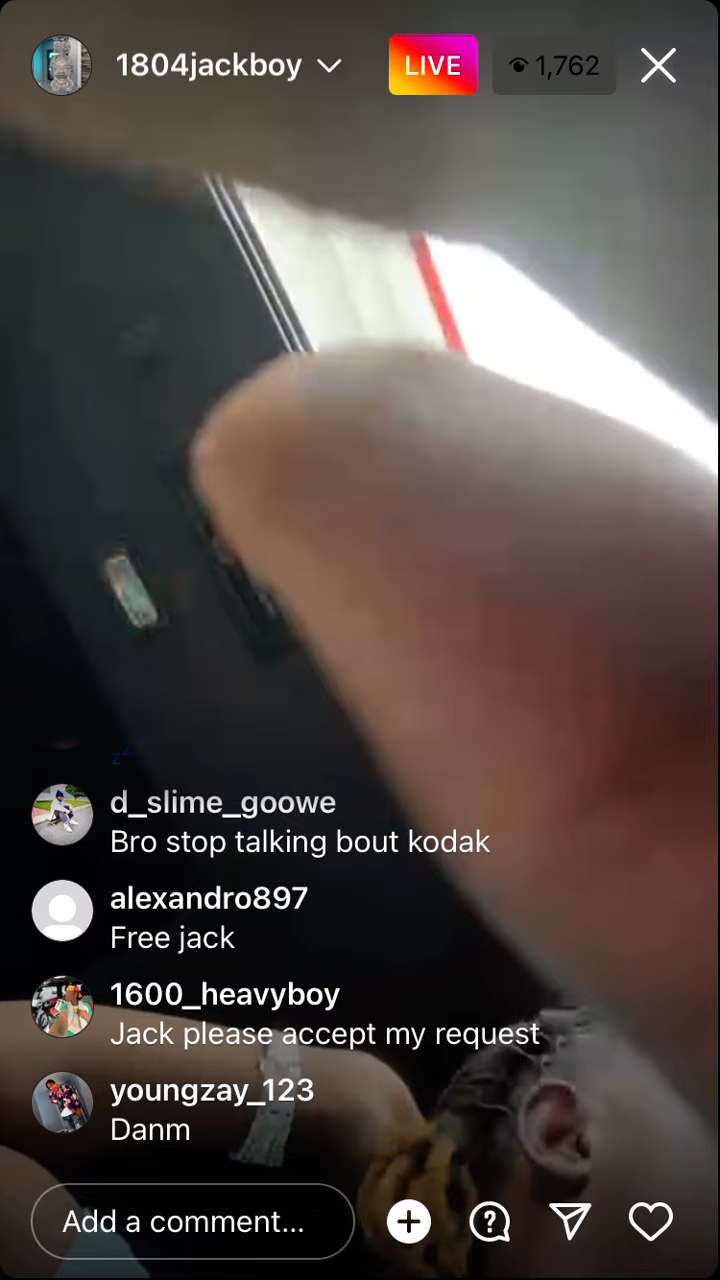 1804jackboy
LIVE
1,762
d_slime_goowe
Bro stop talking bout kodak
alexandro897
Free jack
1600_heavyboy
Jack please accept my request
youngzay_123
Danm
Add a comment...